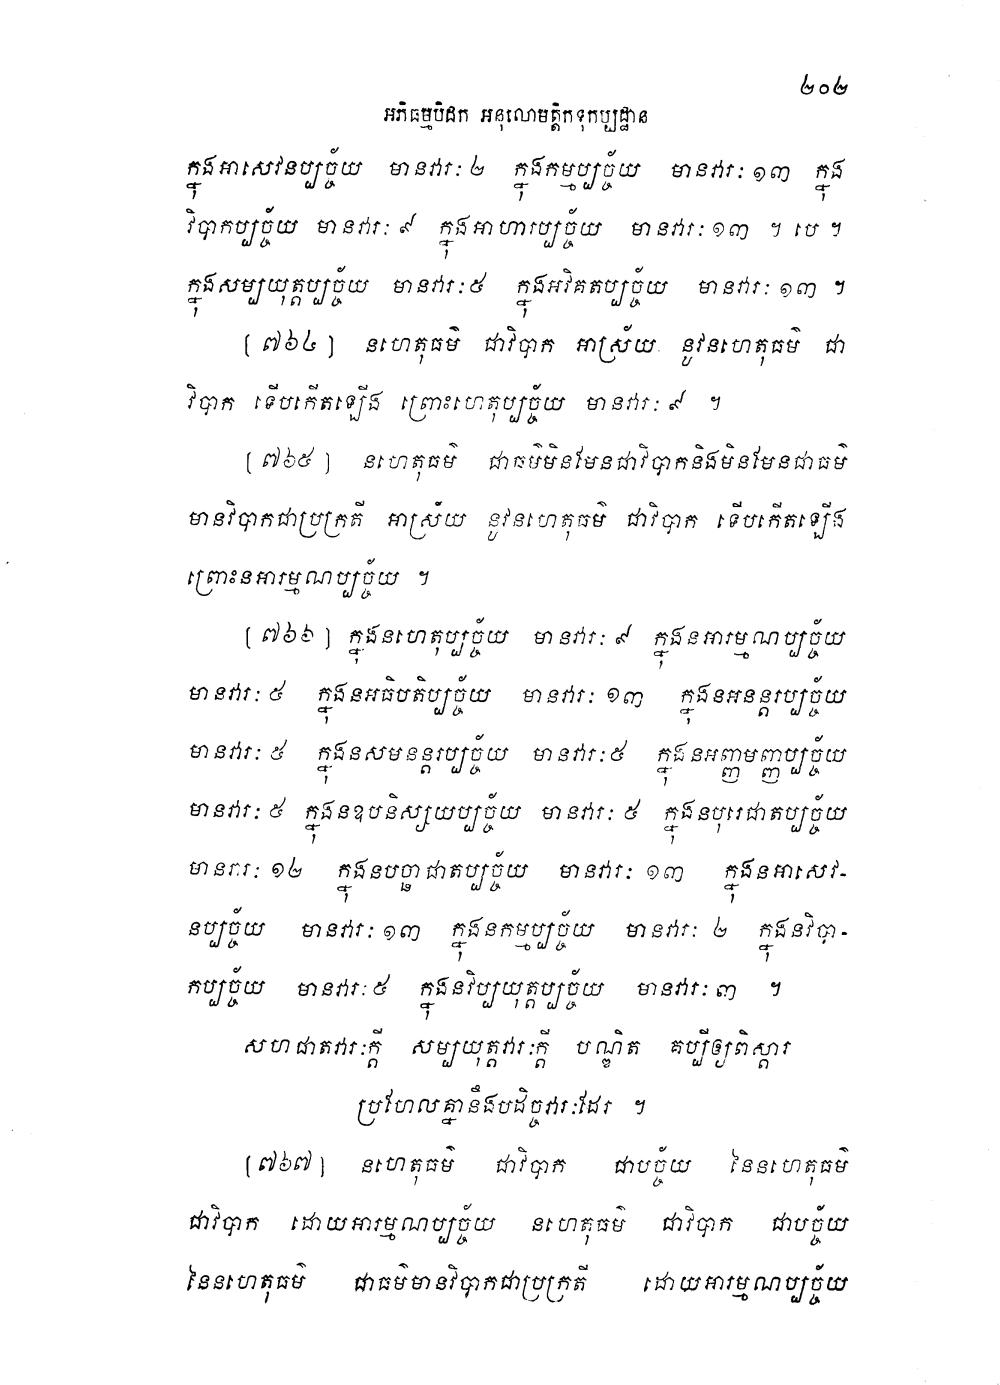 ២០២
អភិធម្មបិដក អនុលោមត្តិកទុកប្បដ្ឋាន
ក្នុងអាសេវនប្បច្ច័យ មានវារៈ ២ ក្នុងកម្មប្បច្ច័យ មានវារៈ ១៣ ក្នុង
វិបាកប្បច្ច័យ មានវារៈ ៩ ក្នុងអាហារប្បច្ច័យ មានវារៈ ១៣ ។ បេ ។
ក្នុងសម្បយុត្តប្បច្ច័យ មានវារៈ ៥ ក្នុងអវិគតប្បច្ច័យ មានវារៈ ១៣ ។
[៧៦៤] នហេតុធម៌ ជាវិបាក អាស្រ័យ នូវនហេតុធម៌ ជា
វិបាក ទើបកើតឡើង ព្រោះហេតុប្បច្ច័យ មានវារៈ ៩ ។
[៧៦៥] នហេតុធម៌ ជាធម៌មិនមែនជាវិបាកនិងមិនមែនជាធម៌
មានវិបាកជាប្រក្រតី អាស្រ័យ នូវនហេតុធម៌ ជាវិបាក ទើបកើតឡើង
ព្រោះនអារម្មណប្បច្ច័យ ។
[៧៦៦] ក្នុងនហេតុប្បច្ច័យ មានវារៈ ៩ ក្នុងនអារម្មណប្បច្ច័យ
មានវារៈ ៥ ក្នុងនអធិបតិប្បច្ច័យ មានវារៈ ១៣ ក្នុងនអនន្តរប្បច្ច័យ
មានវារៈ ៥ ក្នុងនសមនន្តរប្បច្ច័យ មានវារៈ ៥ ក្នុងនអញ្ញមញ្ញប្បច្ច័យ
មានវារៈ ៥ ក្នុងនឧបនិស្សយប្បច្ច័យ មានវារៈ ៥ ក្នុងនបុរេជាតប្បច្ច័យ
មានវារៈ ១២ ក្នុងនបច្ឆាជាតប្បច្ច័យ មានវារៈ ១៣ ក្នុងនអាសេវ-
នប្បច្ច័យ មានវារៈ ១៣ ក្នុងនកម្មប្បច្ច័យ មានវារៈ ២ ក្នុងនវិបា-
កប្បច្ច័យ មានវារៈ ៥ ក្នុងនវិប្បយុត្តប្បច្ច័យ មានវារៈ ៣ ។
សហជាតវារៈក្តី សម្បយុត្តវារៈក្តី បណ្ឌិត គប្បីឲ្យពិស្តារ
ប្រហែលគ្នានឹងបដិច្ចវារៈដែរ ។
[៧៦៧] នហេតុធម៌ ជាវិបាក ជាបច្ច័យ នៃនហេតុធម៌
ជាវិបាក ដោយអារម្មណប្បច្ច័យ នហេតុធម៌ ជាវិបាក ជាបច្ច័យ
នៃនហេតុធម៌ ជាធម៌មានវិបាកជាប្រក្រតី ដោយអារម្មណប្បច្ច័យ